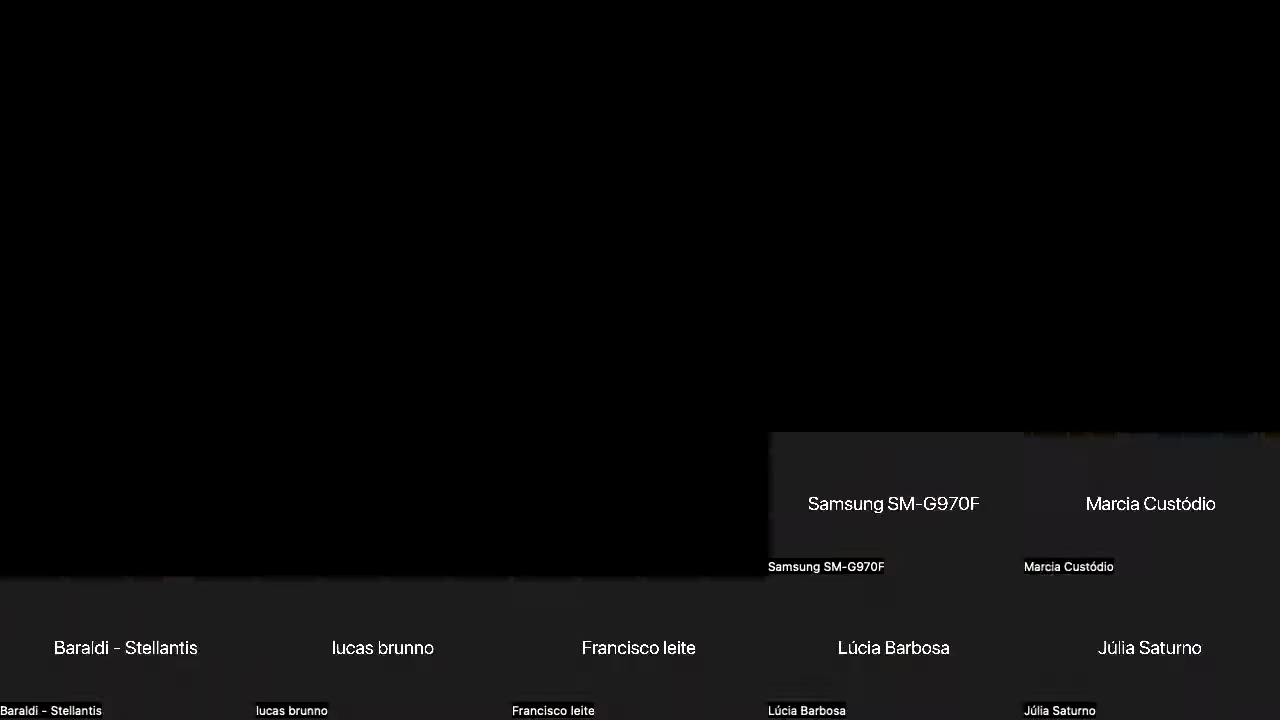 Samsung SM-G970F
Marcia Custódio
Samsung SM-G970F
Marcia Custódio
Baraldi - Stellantis
lucas brunno
Francisco leite
Lúcia Barbosa
Júlia Saturno
Baraldi - Stellantis
lucas brunno
Francisco leite
Lúcia Barbosa
Júlia Saturno